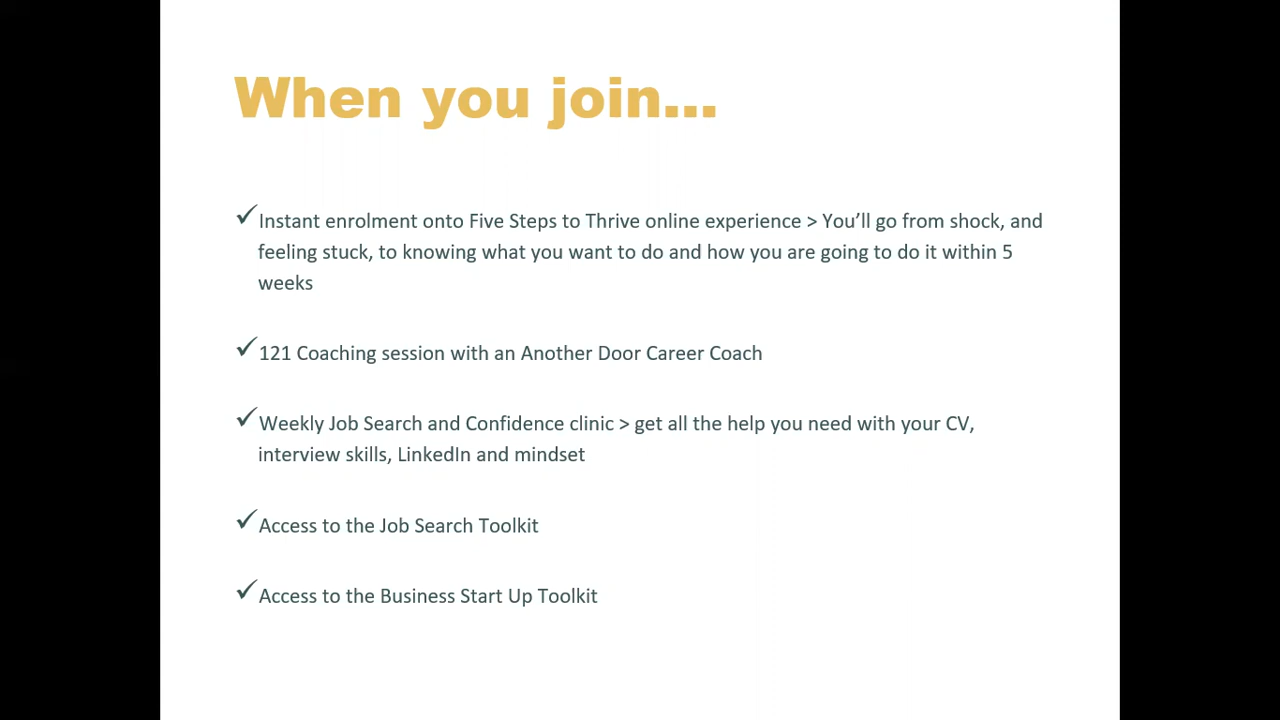 When you join...
✓Instant enrolment onto Five Steps to Thrive online experience > You’ll go from shock, and
feeling stuck, to knowing what you want to do and how you are going to do it within 5
weeks
✓121 Coaching session with an Another Door Career Coach
✓Weekly Job Search and Confidence clinic > get all the help you need with your CV,
interview skills, LinkedIn and mindset
✓Access to the Job Search Toolkit
✓Access to the Business Start Up Toolkit